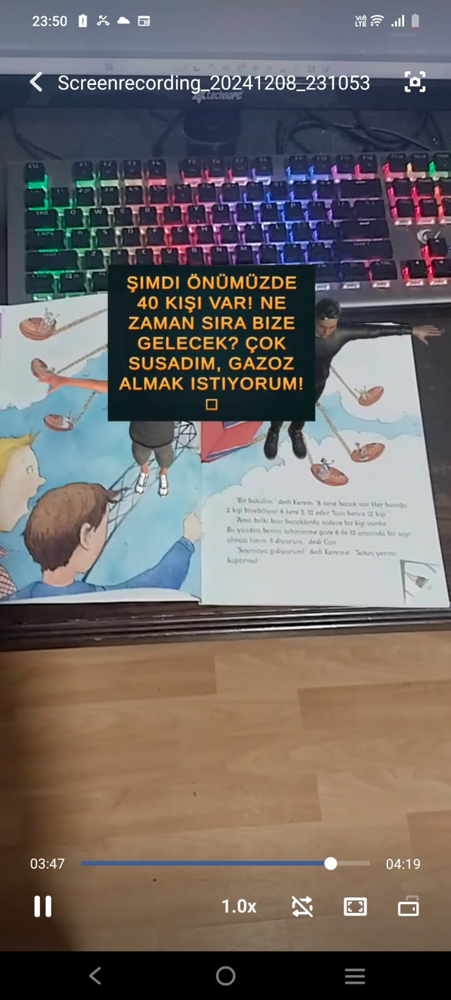 23:50
Screenrecording_20241208_231053
TECHNOPC
ŞIMDI ÖNÜMÜZDE
40 KIŞI VAR! NE
ZAMAN SIRA BIZE
GELECEK? ÇOK
SUSADIM, GAZOZ
ALMAK ISTIYORUM!
"Bir bakalım" dedi Kerem. "6 tane bacak var. Her bacağa
2 kişi binebiliyor. 6 kere 2, 12 eder. Yani bence 12 kişi."
"Ama belki bazı bacaklarda sadece bir kişi vardır.
Bu yüzden benim tahminime göre 6 ile 12 arasında bir sayı
olması lazım. 9 diyorum," dedi Can.
"Saymaya gidiyorum!" dedi Kerem. "Sakın yerimi
kaptırma!"
03:47
04:19
1.0x